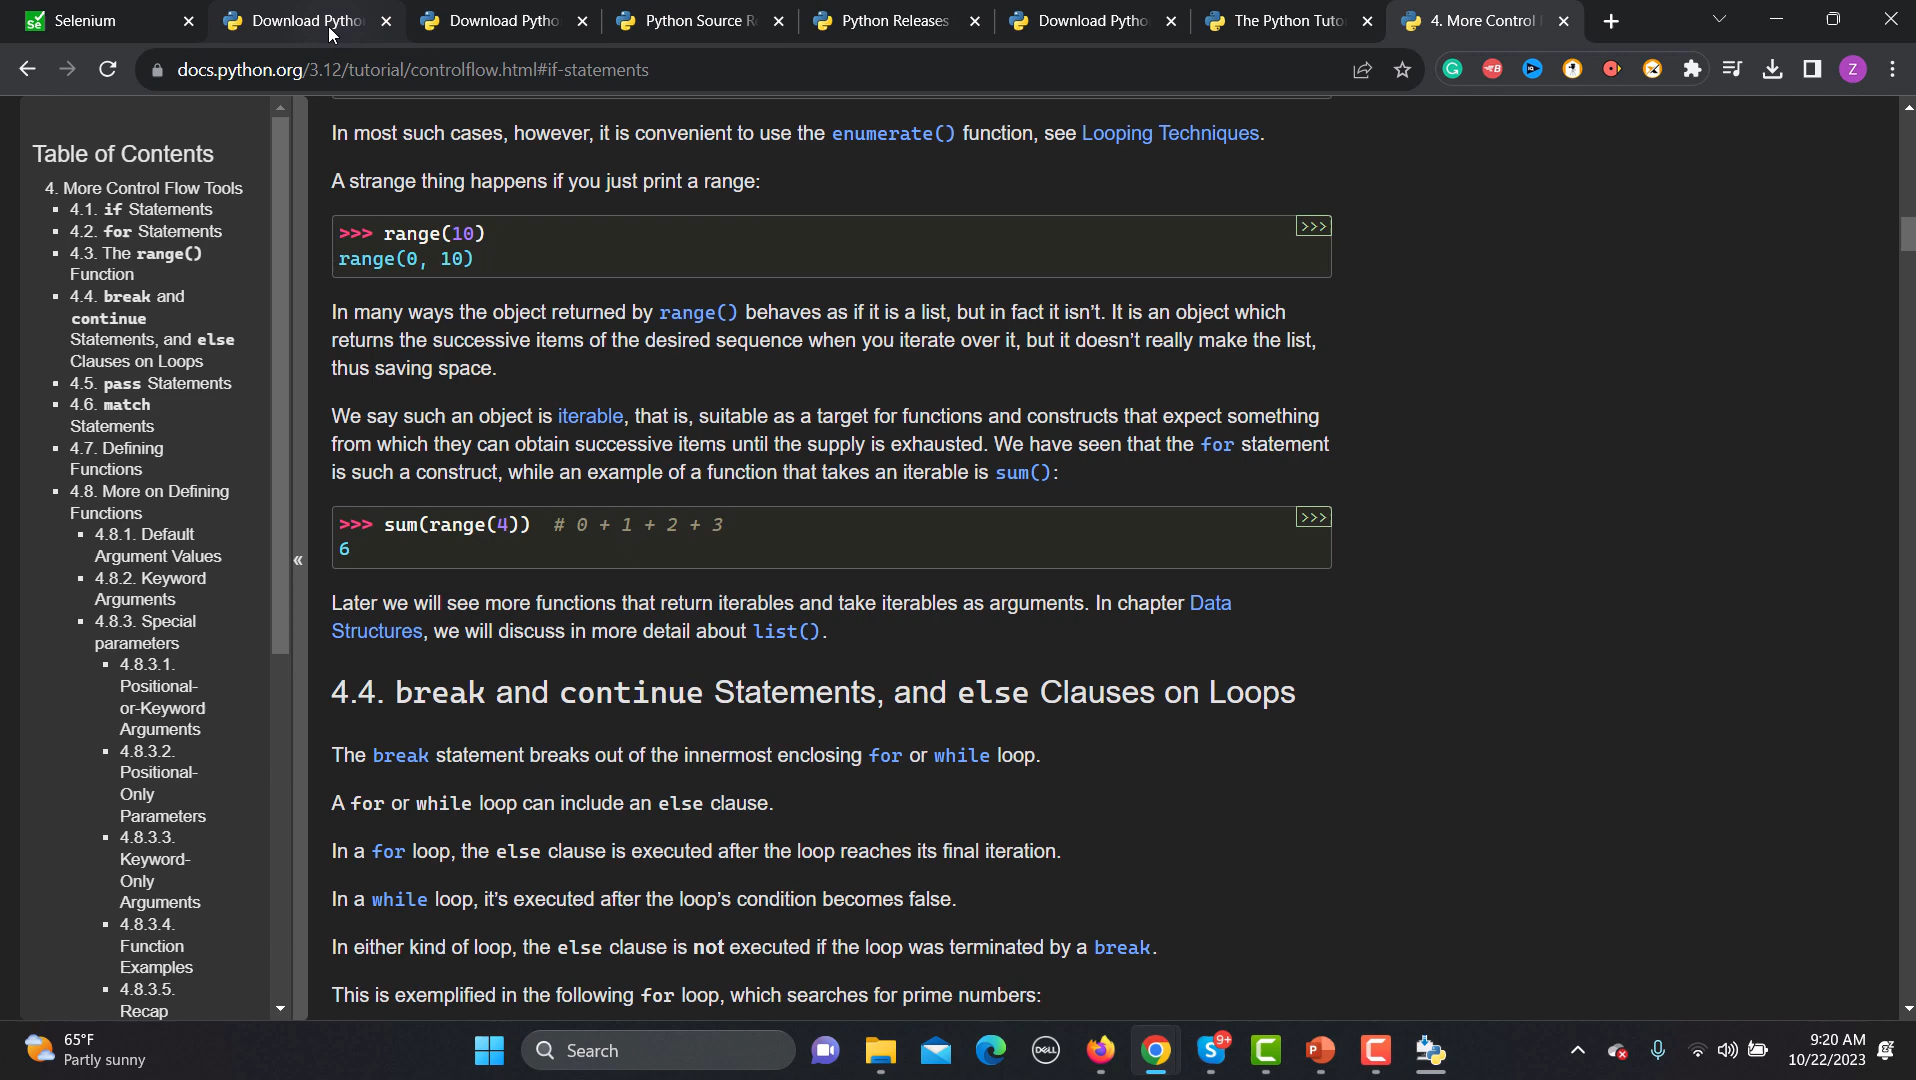 Selenium
Download Pytho
Download Pytho
Python Source R
Python Releases
Download Pytho
The Python Tuto
4. More Control
docs.python.org/3.12/tutorial/controlflow.html#if-statements
Z
Table of Contents
4. More Control Flow Tools
4.1. if Statements
4.2. for Statements
4.3. The range()
Function
4.4. break and
continue
Statements, and else
Clauses on Loops
4.5. pass Statements
4.6. match
Statements
4.7. Defining
Functions
4.8. More on Defining
Functions
4.8.1. Default
Argument Values
4.8.2. Keyword
Arguments
4.8.3. Special
parameters
4.8.3.1.
Positional-
or-Keyword
Arguments
4.8.3.2.
Positional-
Only
Parameters
4.8.3.3.
Keyword-
Only
Arguments
4.8.3.4.
Function
Examples
4.8.3.5.
Recap
«
In most such cases, however, it is convenient to use the enumerate() function, see Looping Techniques.
A strange thing happens if you just print a range:
>>> range(10)
>>>
range(0, 10)
In many ways the object returned by range() behaves as if it is a list, but in fact it isn’t. It is an object which
returns the successive items of the desired sequence when you iterate over it, but it doesn’t really make the list,
thus saving space.
We say such an object is iterable, that is, suitable as a target for functions and constructs that expect something
from which they can obtain successive items until the supply is exhausted. We have seen that the for statement
is such a construct, while an example of a function that takes an iterable is sum():
>>> sum(range(4))  # 0 + 1 + 2 + 3
>>>
6
Later we will see more functions that return iterables and take iterables as arguments. In chapter Data
Structures, we will discuss in more detail about list().
4.4. break and continue Statements, and else Clauses on Loops
The break statement breaks out of the innermost enclosing for or while loop.
A for or while loop can include an else clause.
In a for loop, the else clause is executed after the loop reaches its final iteration.
In a while loop, it’s executed after the loop’s condition becomes false.
In either kind of loop, the else clause is not executed if the loop was terminated by a break.
This is exemplified in the following for loop, which searches for prime numbers:
65°F
Partly sunny
Search
DELL
9+
9:20 AM
10/22/2023